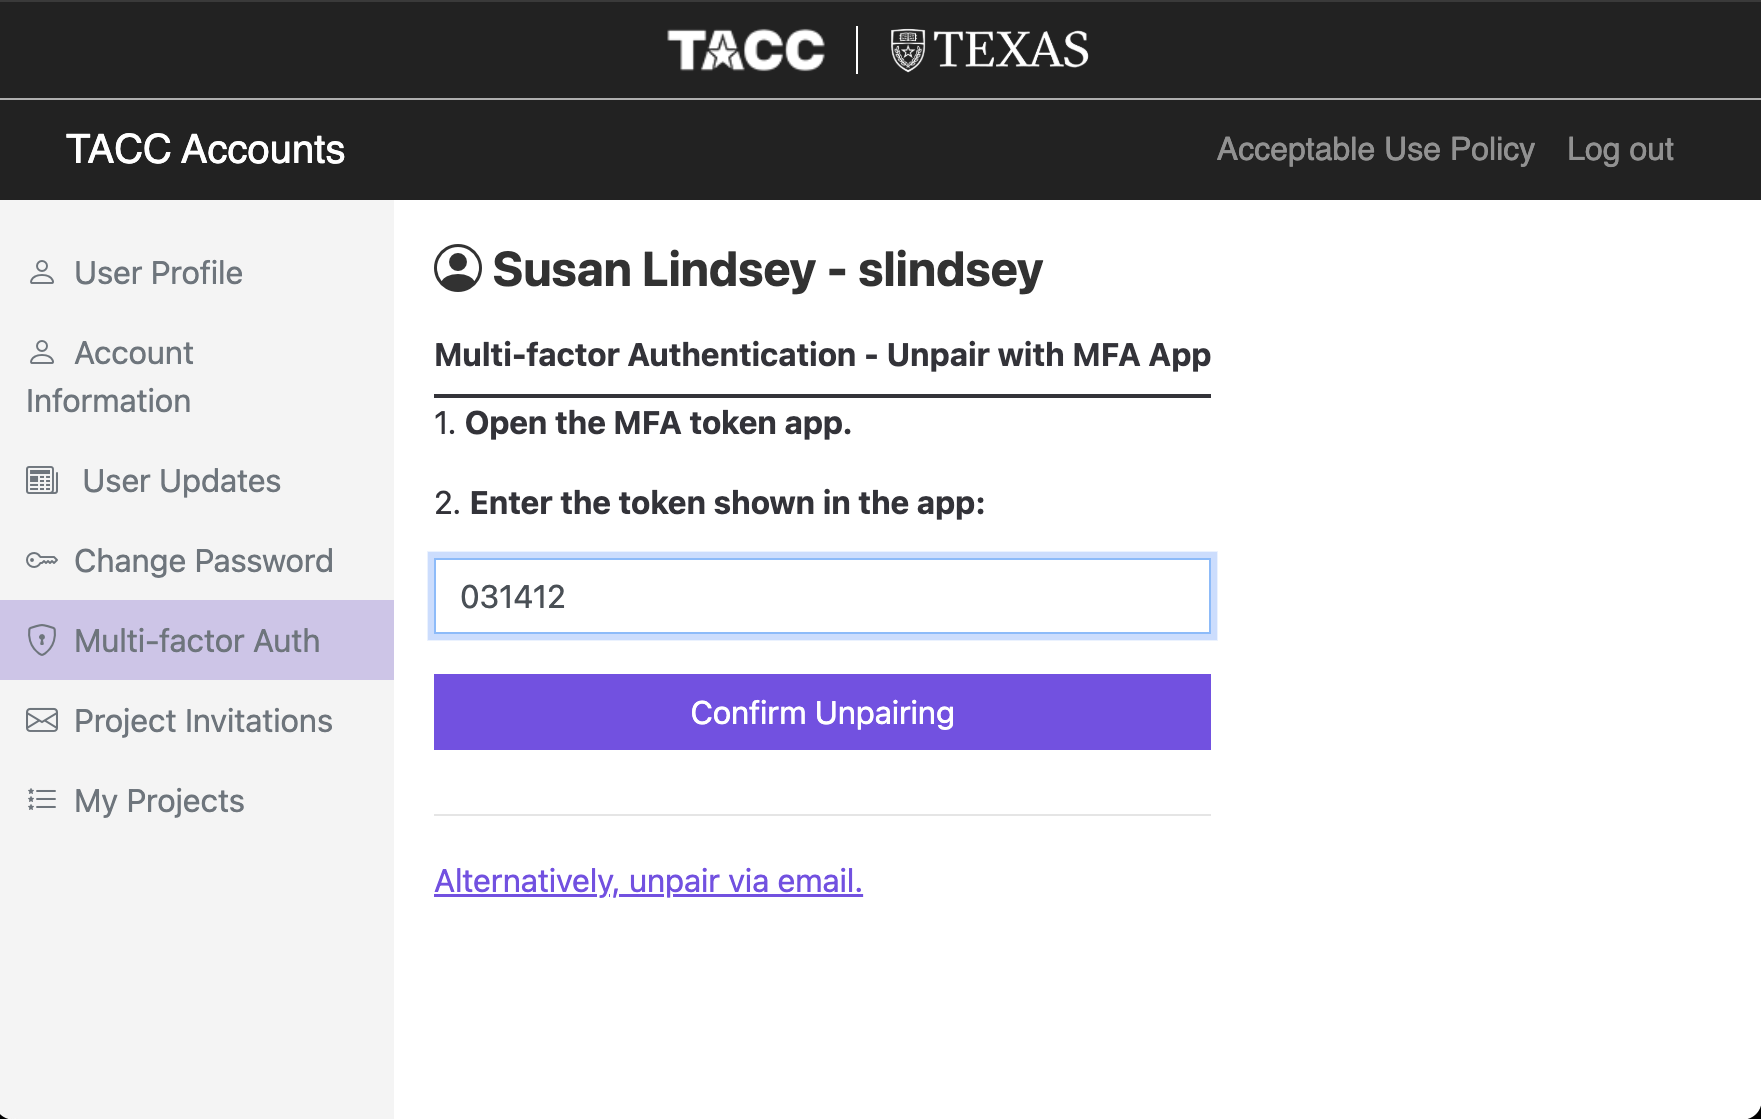 TACC TEXAS
TACC Accounts Acceptable Use Policy Log out
User Profile
Account
Information
User Updates
Change Password
Multi-factor Auth
Project Invitations
My Projects
Susan Lindsey - slindsey
Multi-factor Authentication - Unpair with MFA App
1. Open the MFA token app.
2. Enter the token shown in the app:
031412
Confirm Unpairing
Alternatively, unpair via email.